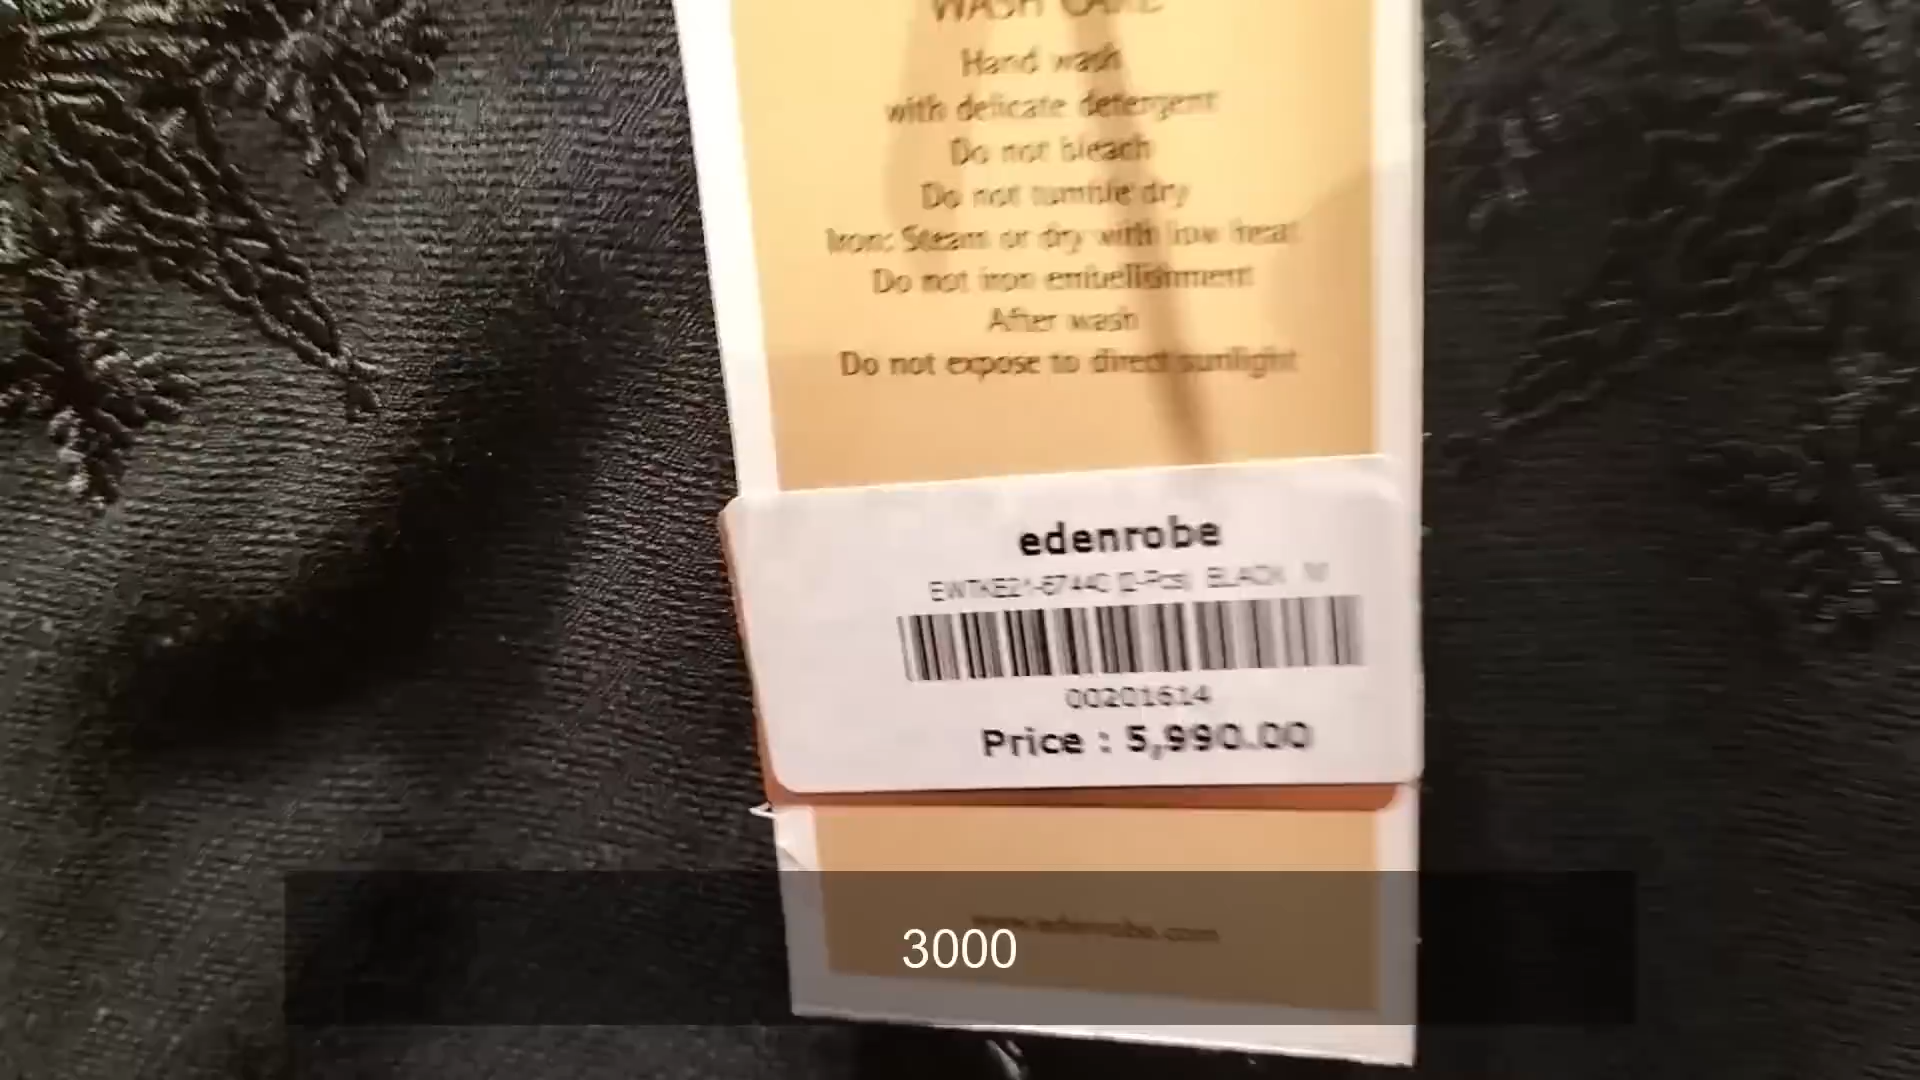 WASH CARE
Hand wash
with delicate detergent
Do not bleach
Do not tumble dry
Iron: Steam or dry with low heat
Do not iron embellishment
After wash
Do not expose to direct sunlight
edenrobe
EWTKE21-67440 (2-Pcs) BLACK M
00201614
Price : 5,990.00
www.edenrobe.com
3000